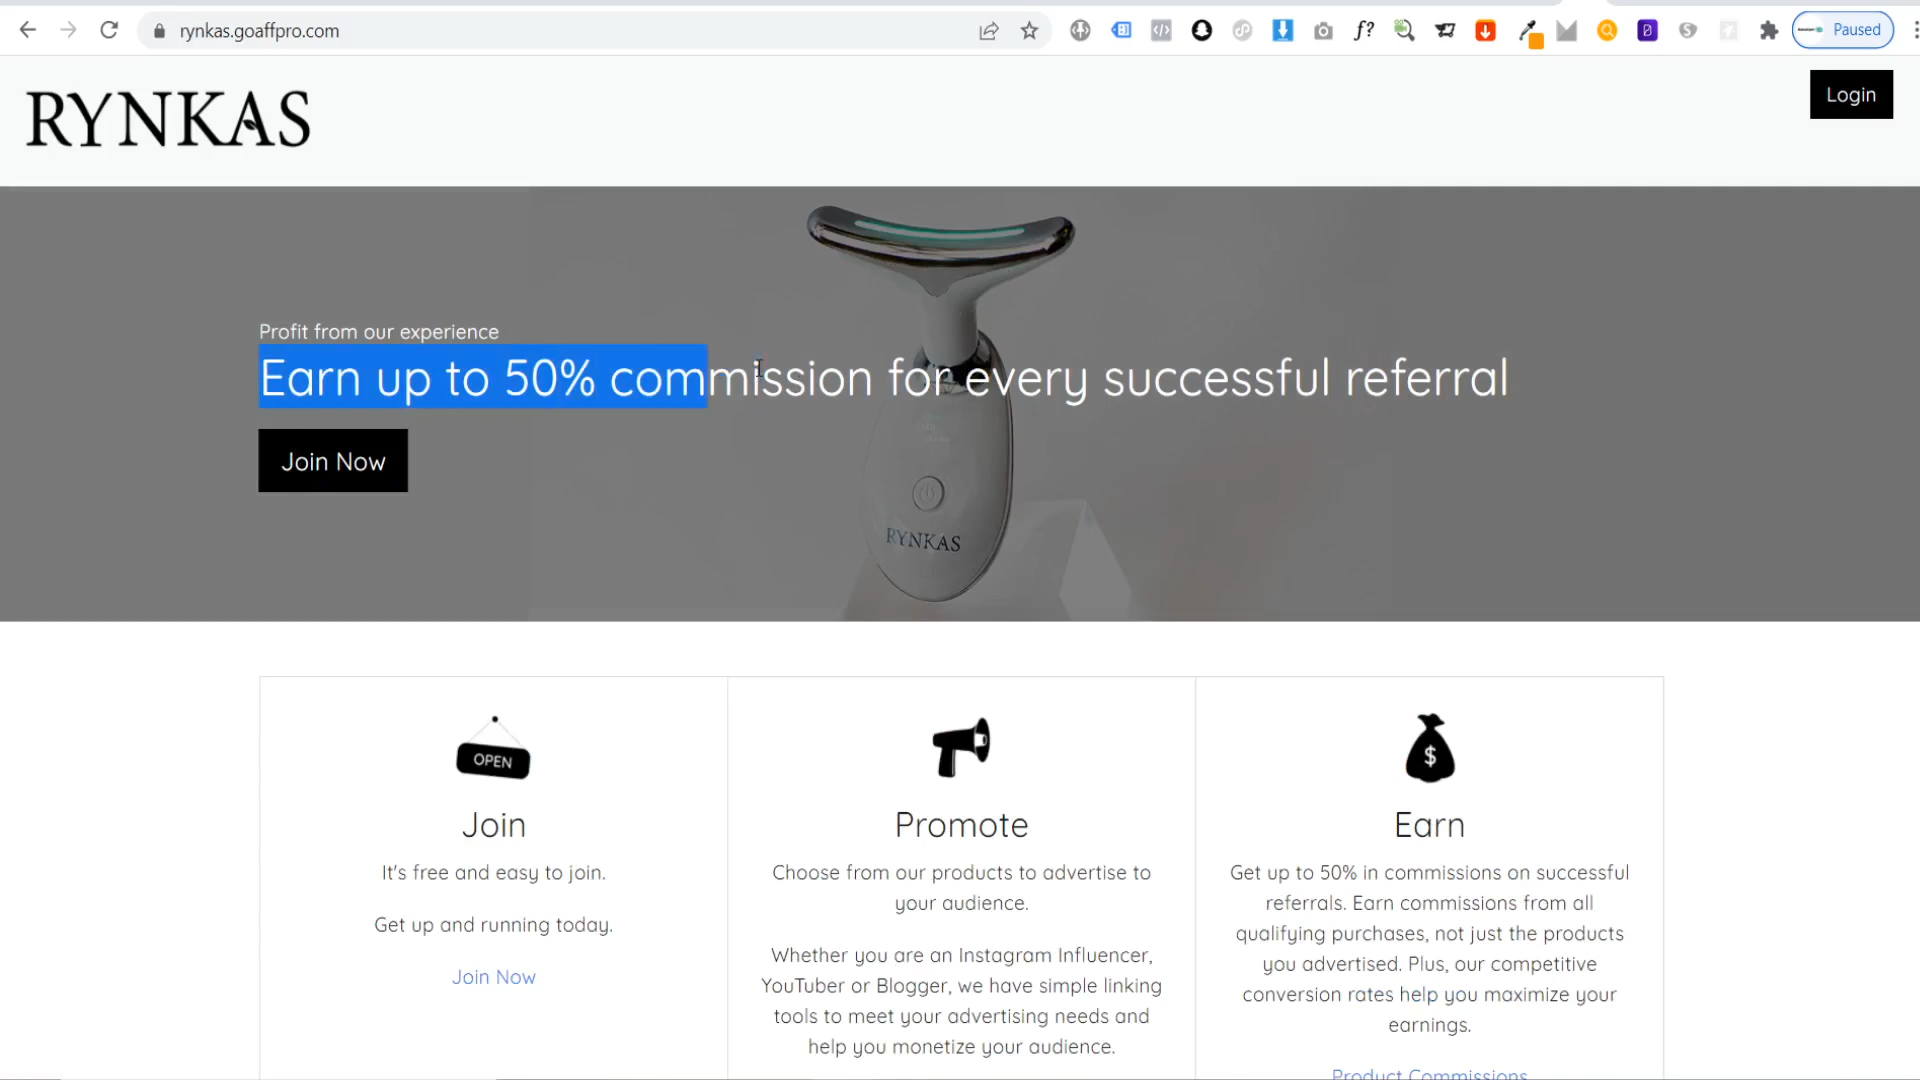 rynkas.goaffpro.com
Paused
RYNKAS
Login
Profit from our experience
Earn up to 50% commission for every successful referral
Join Now
RYNKAS
OPEN
$
Join
It's free and easy to join.
Get up and running today.
Join Now
Promote
Choose from our products to advertise to
your audience.
Whether you are an Instagram Influencer,
YouTuber or Blogger, we have simple linking
tools to meet your advertising needs and
help you monetize your audience.
Earn
Get up to 50% in commissions on successful
referrals. Earn commissions from all
qualifying purchases, not just the products
you advertised. Plus, our competitive
conversion rates help you maximize your
earnings.
Product Commissions